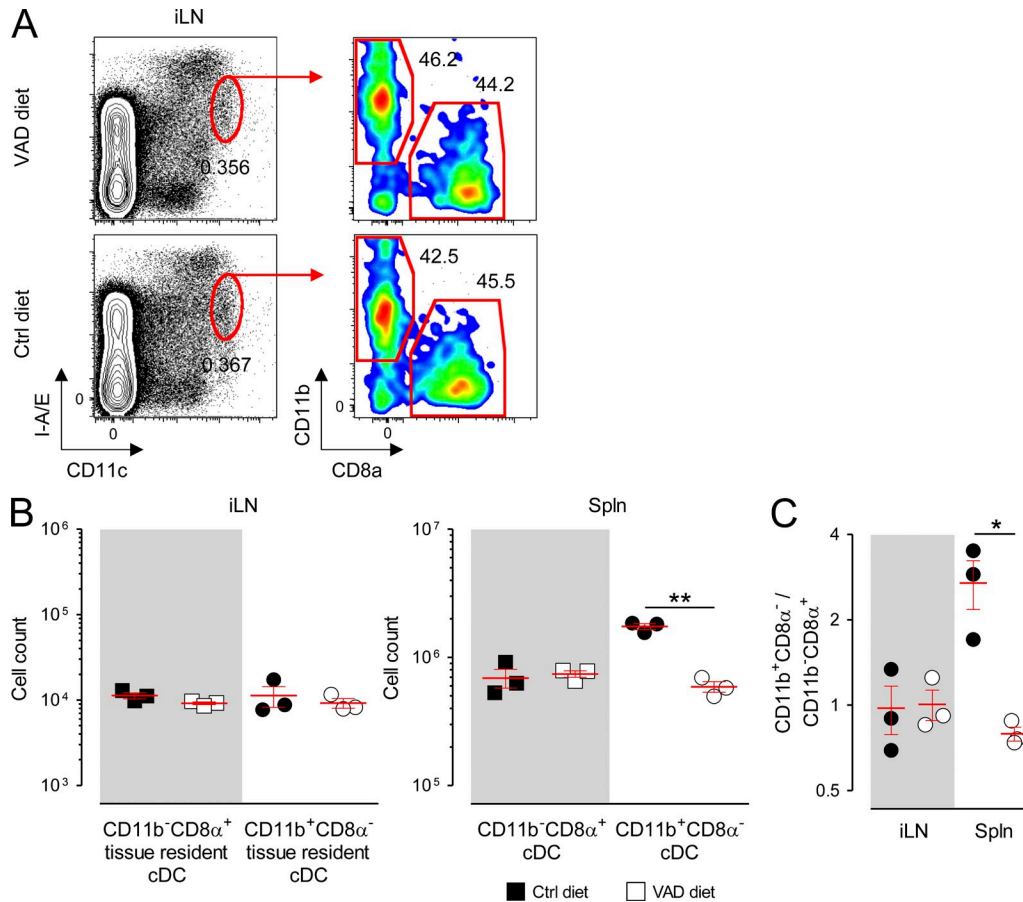 A
iLN
VAD diet
0.356
46.2
44.2
Ctrl diet
0.367
42.5
45.5
I-A/E
0
0
CD11c
CD11b
0
0
CD8a
B
iLN
Cell count
10⁶
10⁵
10⁴
10³
CD11b⁻CD8α⁺
tissue resident
cDC
CD11b⁺CD8α⁻
tissue resident
cDC
Spln
Cell count
10⁷
10⁶
10⁵
**
CD11b⁻CD8α⁺
cDC
CD11b⁺CD8α⁻
cDC
Ctrl diet
VAD diet
C
CD11b⁺CD8α⁻ /
CD11b⁻CD8α⁺
4
2
1
0.5
*
iLN
Spln